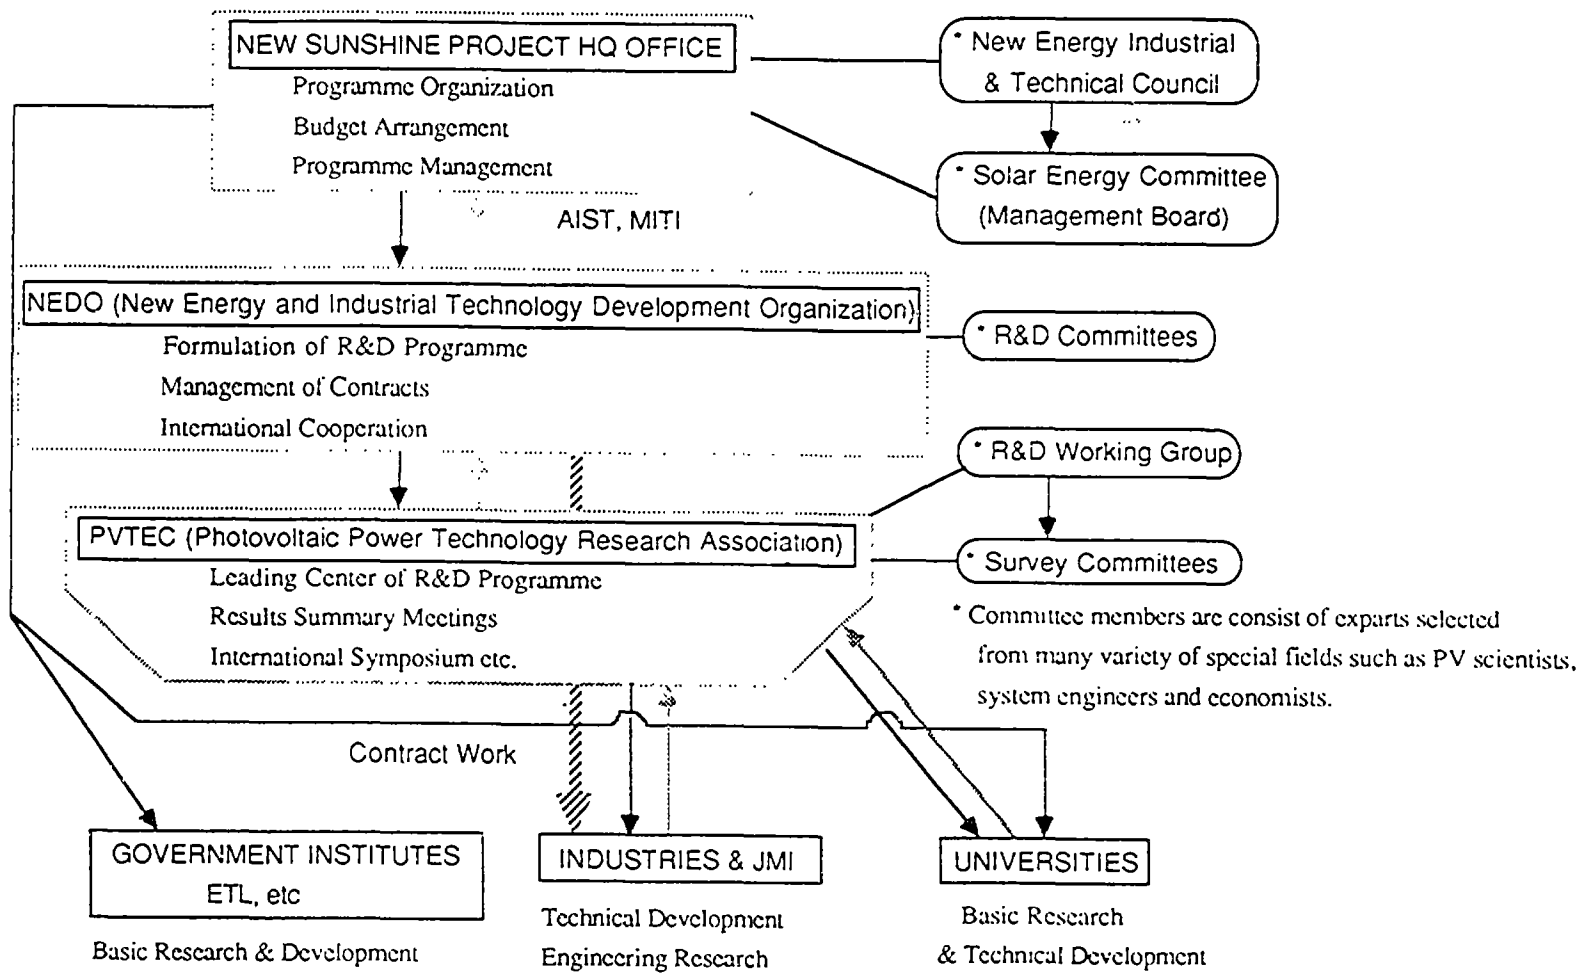 NEW SUNSHINE PROJECT HQ OFFICE
Programme Organization
Budget Arrangement
Programme Management
* New Energy Industrial
& Technical Council
* Solar Energy Committee
(Management Board)
AIST, MITI
NEDO (New Energy and Industrial Technology Development Organization)
Formulation of R&D Programme
Management of Contracts
International Cooperation
* R&D Committees
* R&D Working Group
PVTEC (Photovoltaic Power Technology Research Association)
Leading Center of R&D Programme
Results Summary Meetings
International Symposium etc.
* Survey Committees
* Committee members are consist of exparts selected
from many variety of special fields such as PV scientists,
system engineers and economists.
Contract Work
GOVERNMENT INSTITUTES
ETL, etc
Basic Research & Development
INDUSTRIES & JMI
Technical Development
Engineering Research
UNIVERSITIES
Basic Research
& Technical Development